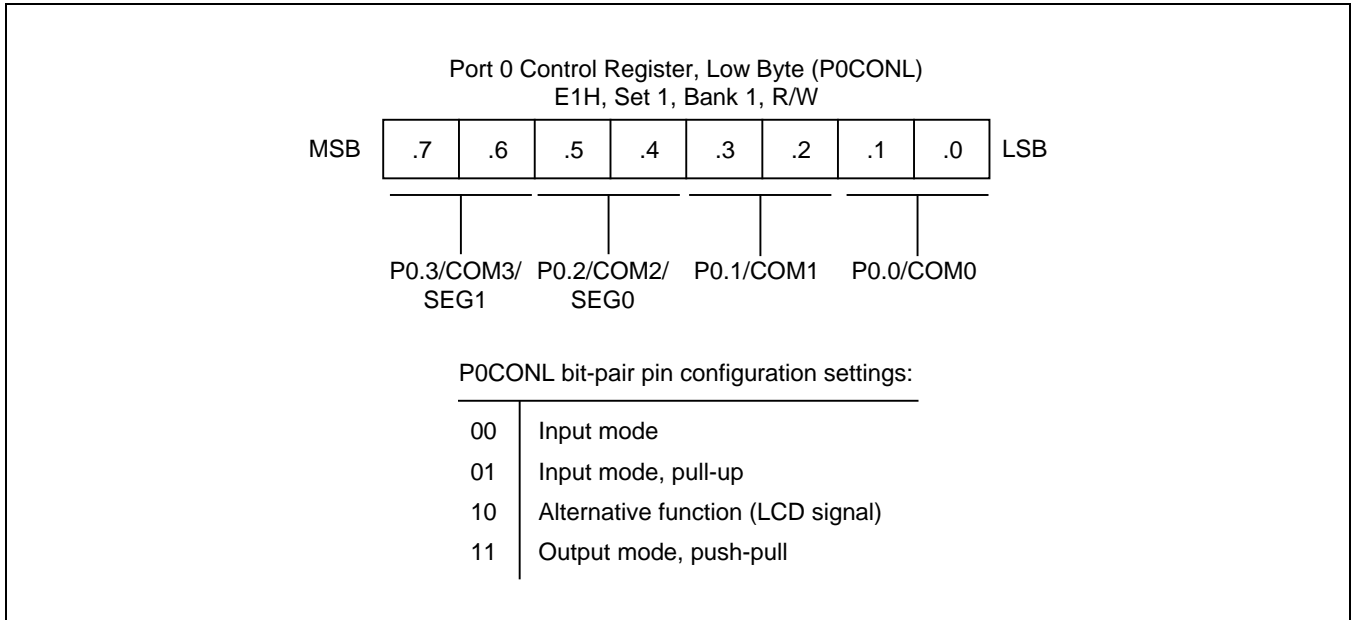 Port 0 Control Register, Low Byte (P0CONL)
E1H, Set 1, Bank 1, R/W
MSB .7 .6 .5 .4 .3 .2 .1 .0 LSB
P0.3/COM3/ P0.2/COM2/ P0.1/COM1 P0.0/COM0
SEG1 SEG0
P0CONL bit-pair pin configuration settings:
00 Input mode
01 Input mode, pull-up
10 Alternative function (LCD signal)
11 Output mode, push-pull